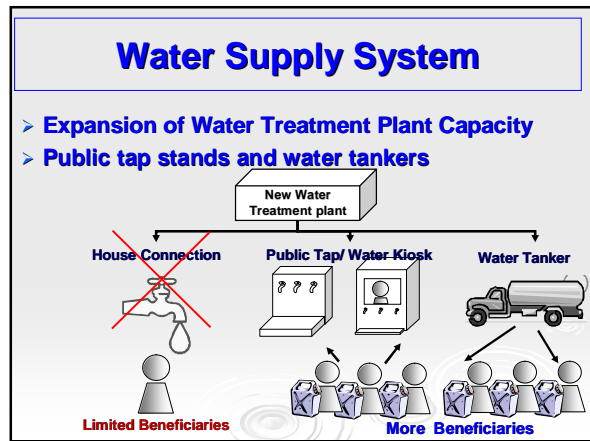 Water Supply System
➢ Expansion of Water Treatment Plant Capacity
➢ Public tap stands and water tankers
New Water
Treatment plant
House Connection
Public Tap/ Water Kiosk
Water Tanker
Limited Beneficiaries
More Beneficiaries